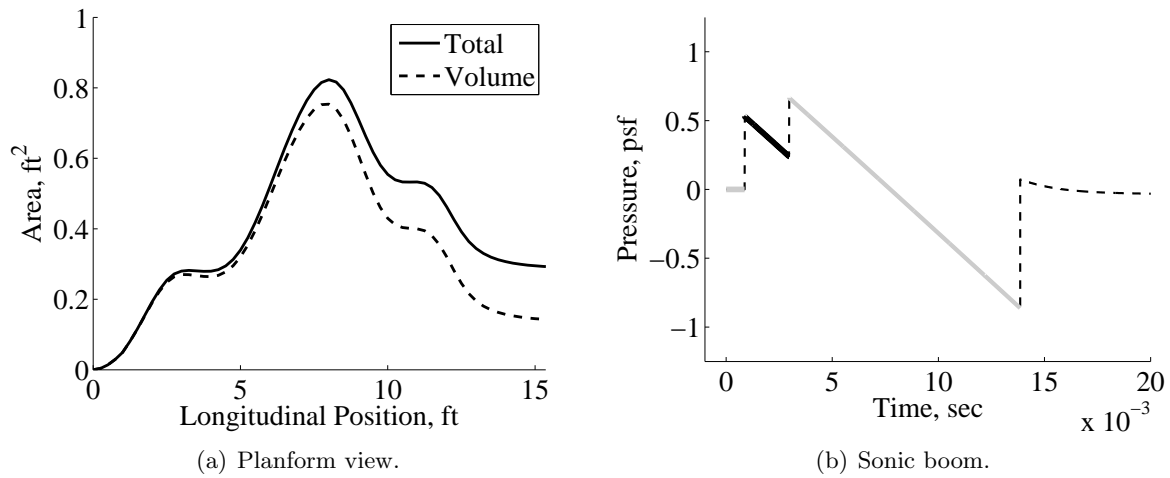 1
0.8
0.6
0.4
0.2
0
Area, ft²
0 5 10 15
Longitudinal Position, ft
Total
Volume
(a) Planform view.
1
0.5
0
−0.5
−1
Pressure, psf
0 5 10 15 20
Time, sec
x 10⁻³
(b) Sonic boom.